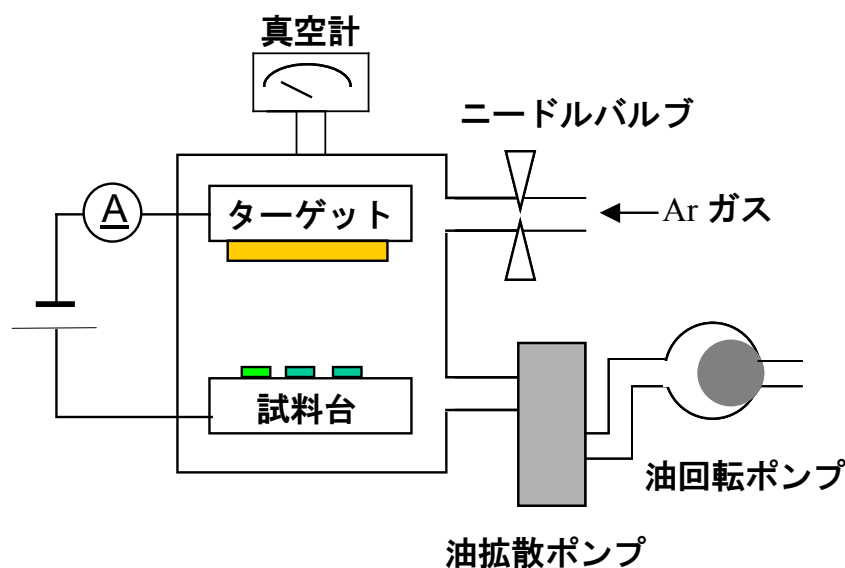 真空計
ニードルバルブ
A
ターゲット
Ar ガス
試料台
油回転ポンプ
油拡散ポンプ